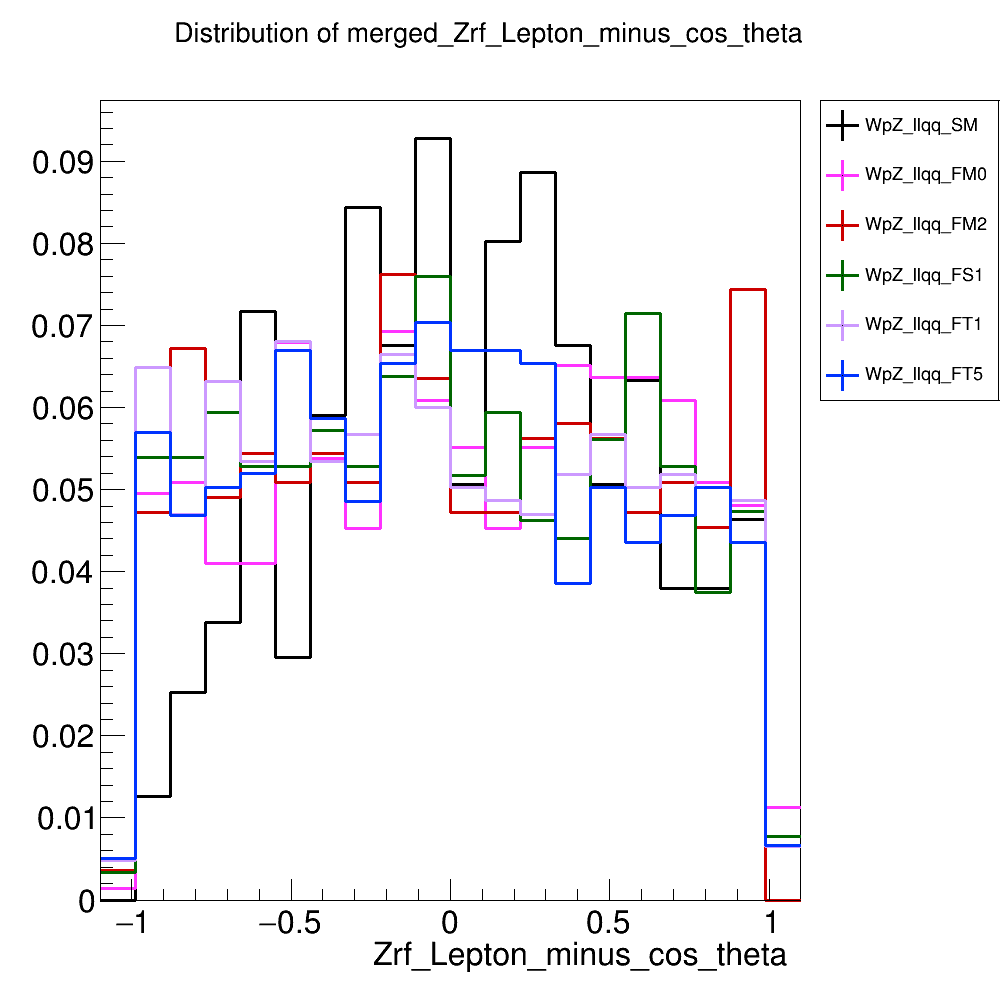 Distribution of merged_Zrf_Lepton_minus_cos_theta
WpZ_llqq_SM
WpZ_llqq_FM0
WpZ_llqq_FM2
WpZ_llqq_FS1
WpZ_llqq_FT1
WpZ_llqq_FT5
0.09
0.08
0.07
0.06
0.05
0.04
0.03
0.02
0.01
0
−1 −0.5 0 0.5 1
Zrf_Lepton_minus_cos_theta